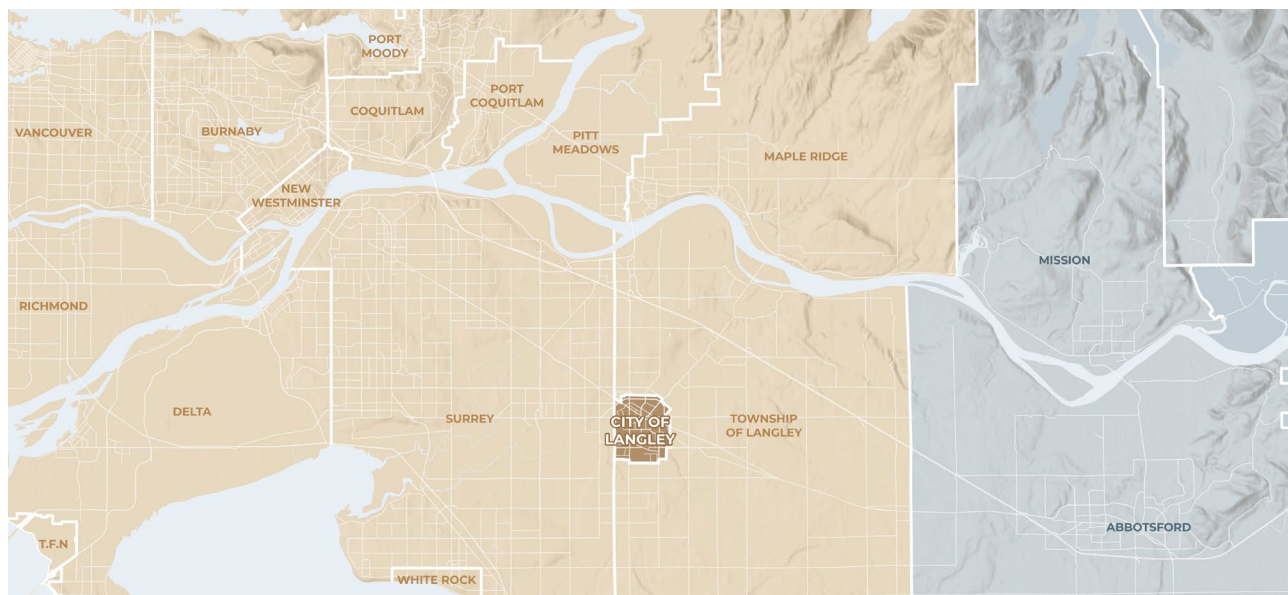 PORT
MOODY
PORT
COQUITLAM
COQUITLAM
VANCOUVER
BURNABY
PITT
MEADOWS
MAPLE RIDGE
NEW
WESTMINSTER
MISSION
RICHMOND
DELTA
SURREY
CITY OF
LANGLEY
TOWNSHIP
OF LANGLEY
ABBOTSFORD
T.F.N
WHITE ROCK